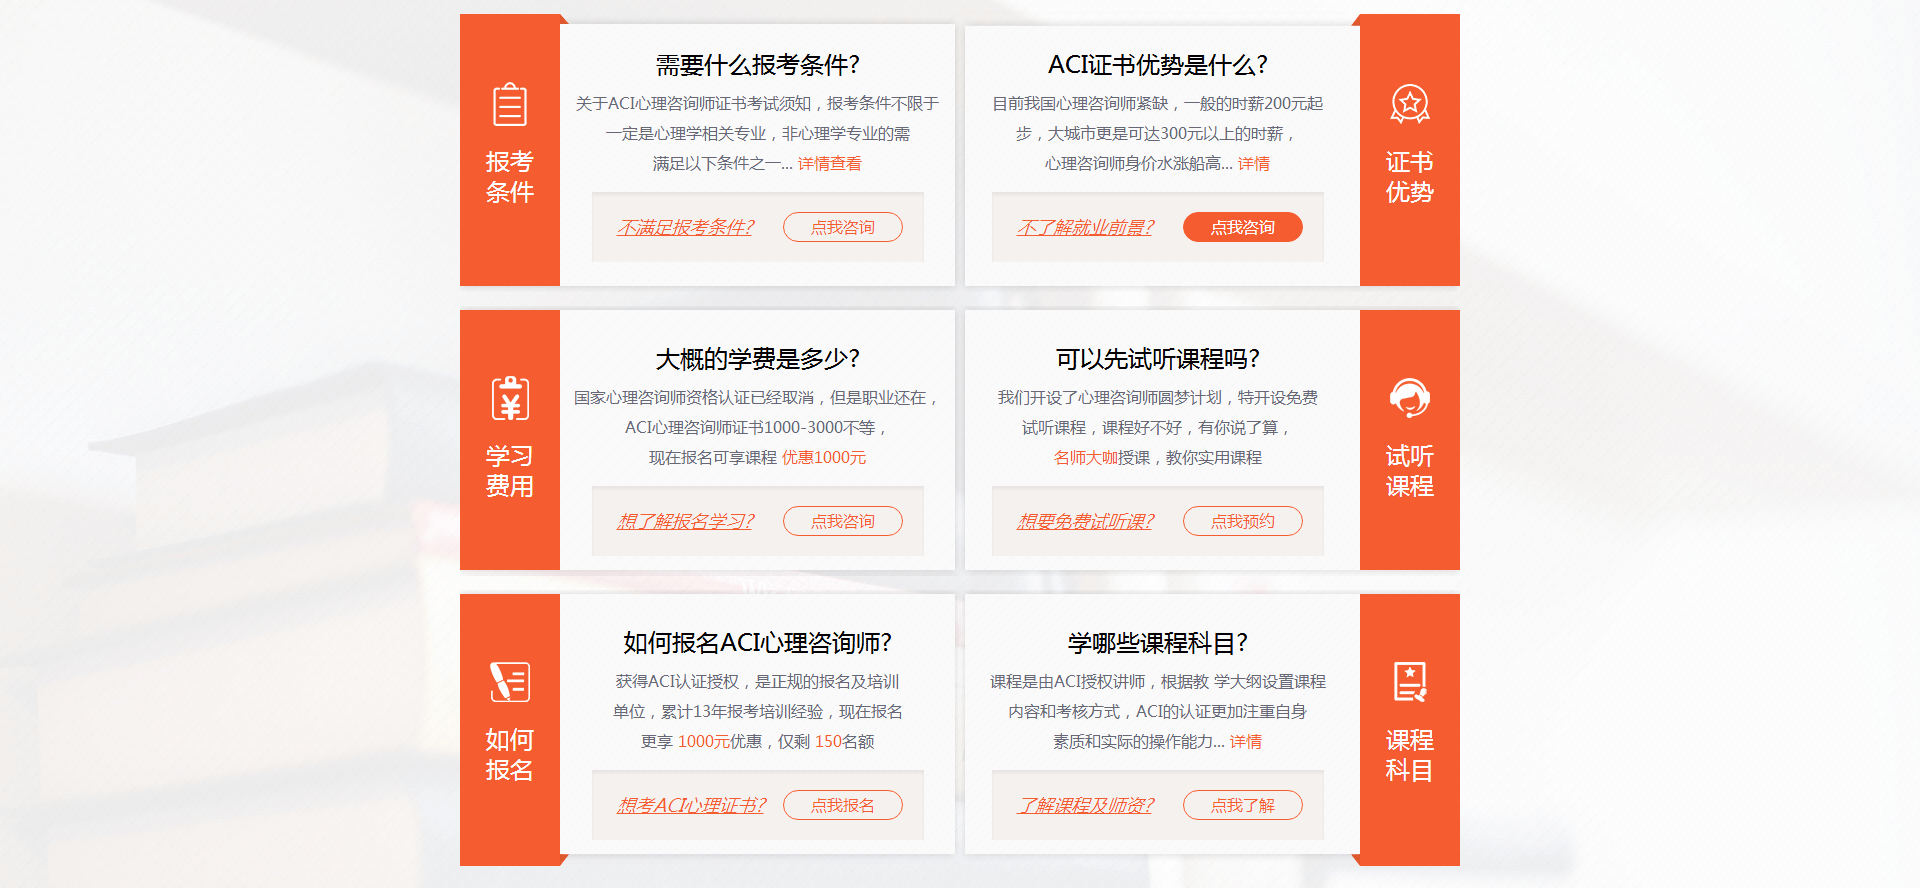 报考
条件
需要什么报考条件?
关于ACI心理咨询师证书考试须知，报考条件不限于
一定是心理学相关专业，非心理学专业的需
满足以下条件之一... 详情查看
不满足报考条件?
点我咨询
ACI证书优势是什么?
目前我国心理咨询师紧缺，一般的时薪200元起
步，大城市更是可达300元以上的时薪，
心理咨询师身价水涨船高... 详情
不了解就业前景?
点我咨询
证书
优势
学习
费用
大概的学费是多少?
国家心理咨询师资格认证已经取消，但是职业还在，
ACI心理咨询师证书1000-3000不等，
现在报名可享课程 优惠1000元
想了解报名学习?
点我咨询
可以先试听课程吗?
我们开设了心理咨询师圆梦计划，特开设免费
试听课程，课程好不好，有你说了算，
名师大咖授课，教你实用课程
想要免费试听课?
点我预约
试听
课程
如何
报名
如何报名ACI心理咨询师?
获得ACI认证授权，是正规的报名及培训
单位，累计13年报考培训经验，现在报名
更享 1000元优惠，仅剩 150名额
想考ACI心理证书?
点我报名
学哪些课程科目?
课程是由ACI授权讲师，根据教 学大纲设置课程
内容和考核方式，ACI的认证更加注重自身
素质和实际的操作能力... 详情
了解课程及师资?
点我了解
课程
科目